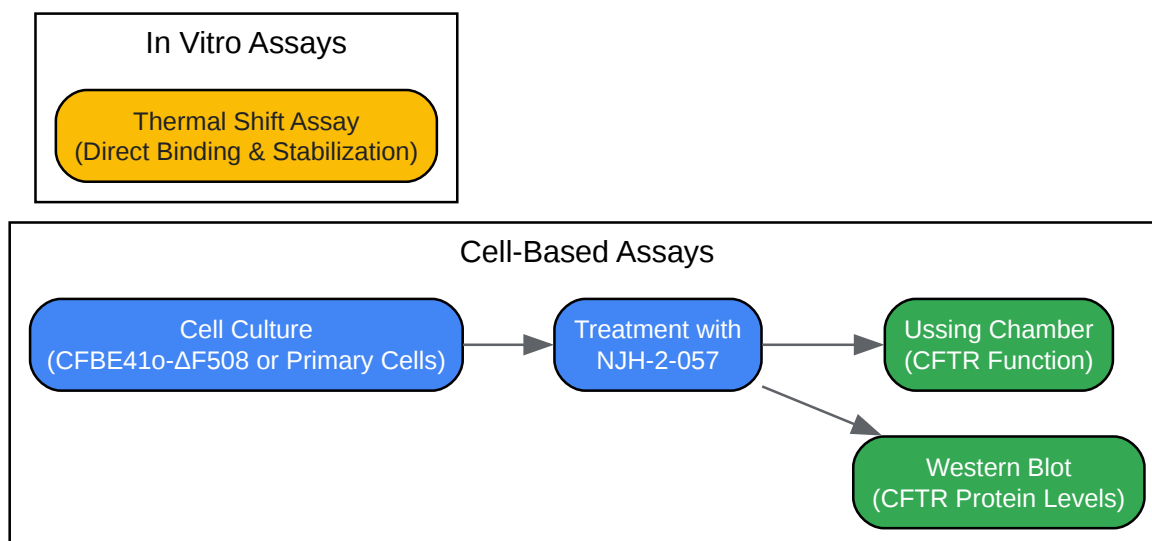 In Vitro Assays
Thermal Shift Assay
(Direct Binding & Stabilization)
Cell-Based Assays
Cell Culture
(CFBE41o-ΔF508 or Primary Cells)
Treatment with
NJH-2-057
Ussing Chamber
(CFTR Function)
Western Blot
(CFTR Protein Levels)